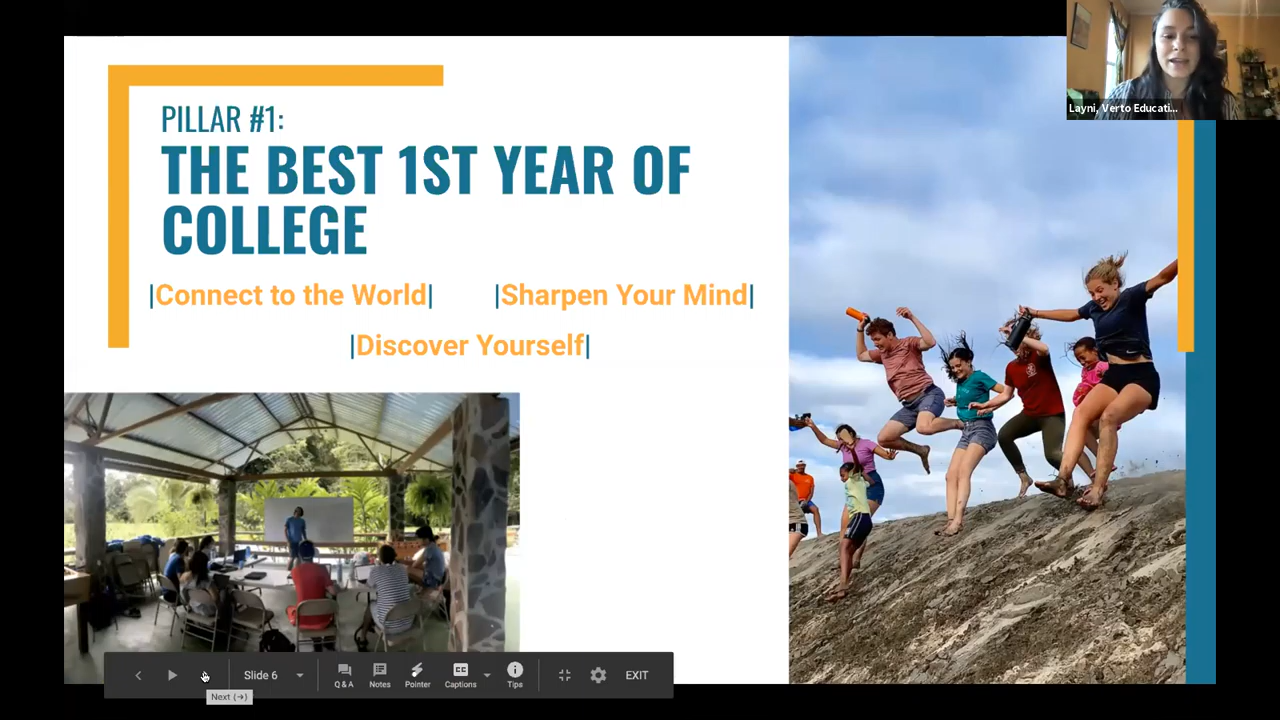 Layni, Verto Educati...
PILLAR #1:
THE BEST 1ST YEAR OF
COLLEGE
|Connect to the World| |Sharpen Your Mind|
|Discover Yourself|
Slide 6
Q & A
Notes
Pointer
Captions
Tips
EXIT
Next (→)